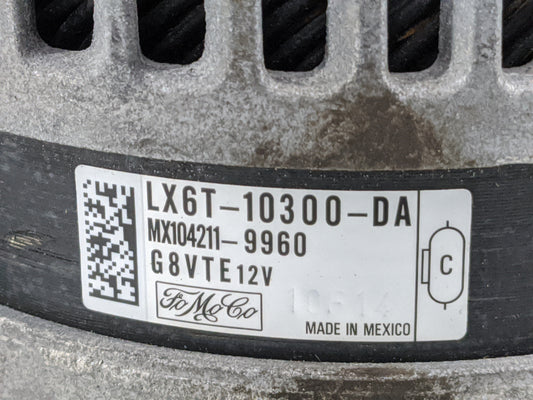 LX6T-10300-DA
MX104211-9960
G8VTE12V
C
FoMoCo
MADE IN MEXICO